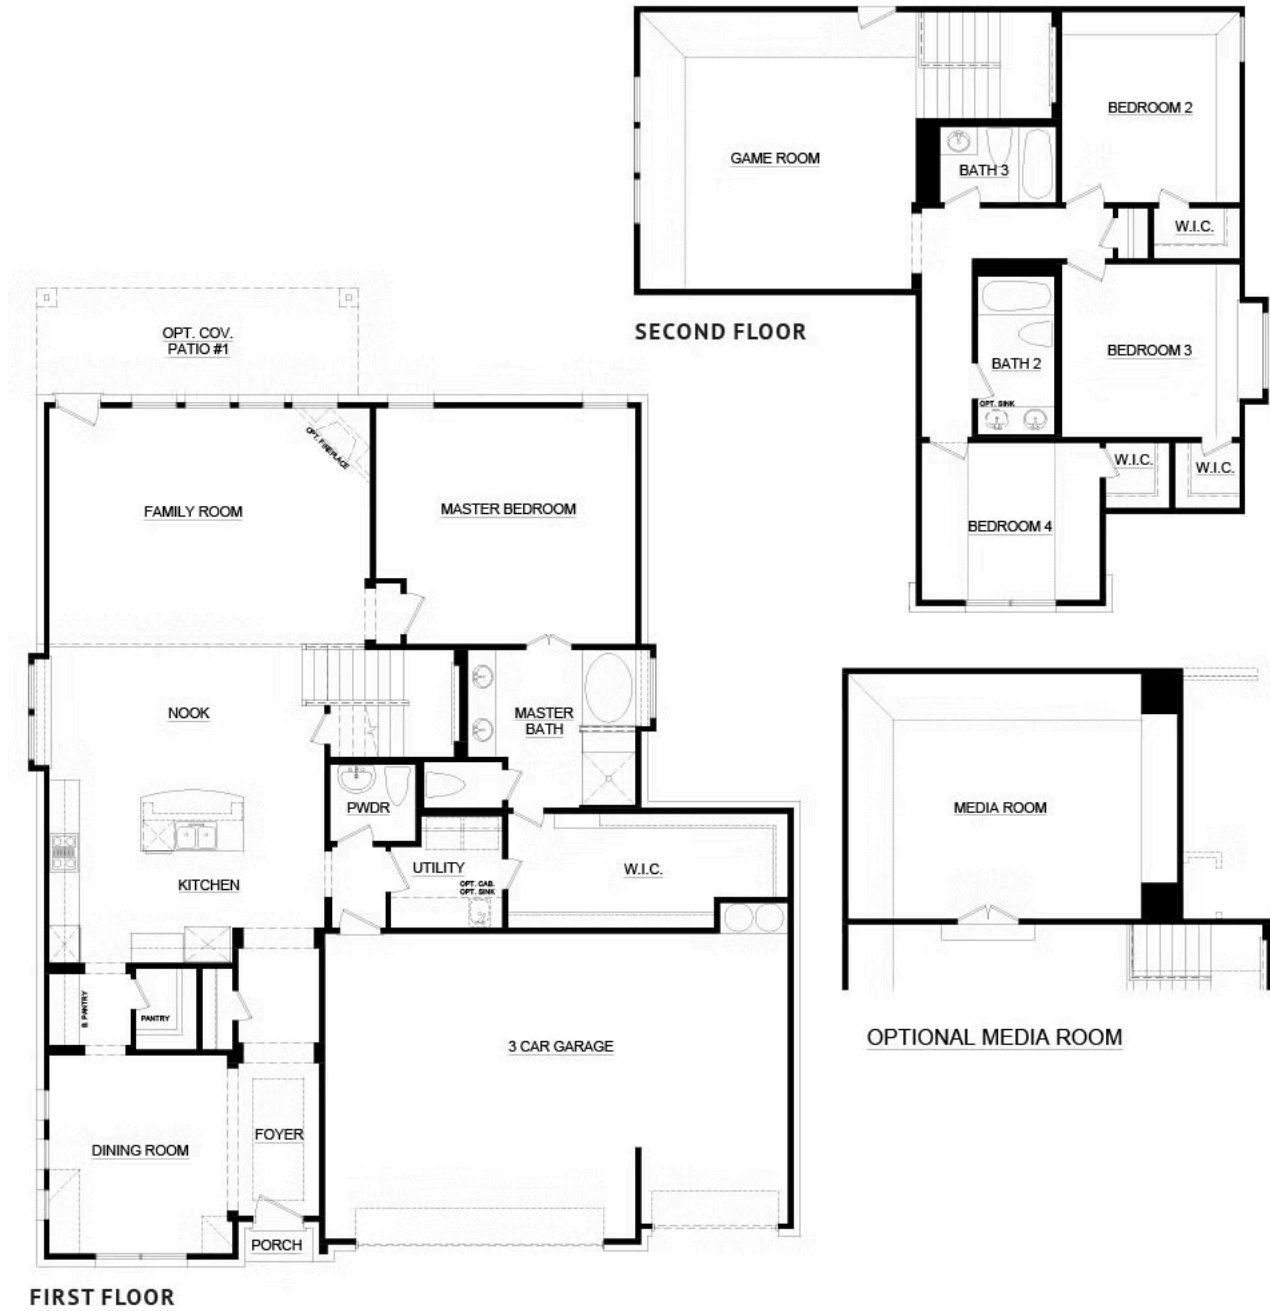 BEDROOM 2
GAME ROOM
BATH 3
W.I.C.
SECOND FLOOR
BATH 2
BEDROOM 3
OPT. SINK
W.I.C.
W.I.C.
BEDROOM 4
OPT. COV.
PATIO #1
OPT. FIREPLACE
FAMILY ROOM
MASTER BEDROOM
NOOK
MASTER
BATH
PWDR
KITCHEN
UTILITY
OPT. CAB.
OPT. SINK
W.I.C.
B. PANTRY
PANTRY
3 CAR GARAGE
DINING ROOM
FOYER
PORCH
FIRST FLOOR
MEDIA ROOM
OPTIONAL MEDIA ROOM